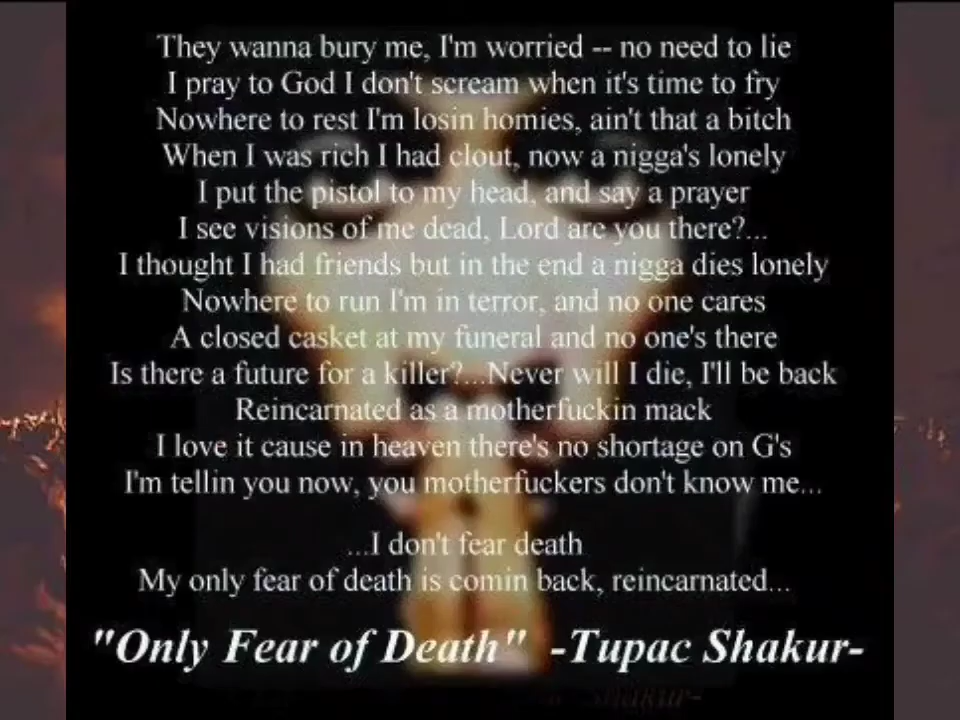 They wanna bury me, I'm worried -- no need to lie
I pray to God I don't scream when it's time to fry
Nowhere to rest I'm losin homies, ain't that a bitch
When I was rich I had clout, now a nigga's lonely
I put the pistol to my head, and say a prayer
I see visions of me dead, Lord are you there?...
I thought I had friends but in the end a nigga dies lonely
Nowhere to run I'm in terror, and no one cares
A closed casket at my funeral and no one's there
Is there a future for a killer?...Never will I die, I'll be back
Reincarnated as a motherfuckin mack
I love it cause in heaven there's no shortage on G's
I'm tellin you now, you motherfuckers don't know me...
...I don't fear death
My only fear of death is comin back, reincarnated...
"Only Fear of Death" -Tupac Shakur-